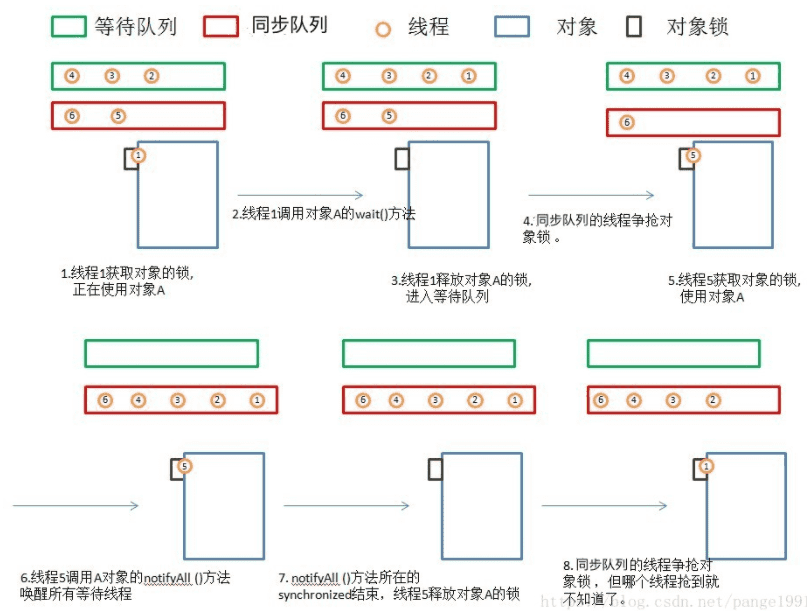 等待队列 同步队列 线程 对象 对象锁
4 3 2
6 5
1
4 3 2 1
6 5
4 3 2 1
6
5
2.线程1调用对象A的wait()方法
4.同步队列的线程争抢对
象锁 。
1.线程1获取对象的锁,
正在使用对象A
3.线程1释放对象A的锁,
进入等待队列
5.线程5获取对象的锁,
使用对象A
6 4 3 2 1
5
6 4 3 2 1
6 4 3 2
1
6.线程5调用A对象的notifyAll ()方法
唤醒所有等待线程
7. notifyAll ()方法所在的
synchronized结束，线程5释放对象A的锁
8.同步队列的线程争抢对
象锁，但哪个线程抢到就
不知道了。
https://blog.csdn.net/pange1991